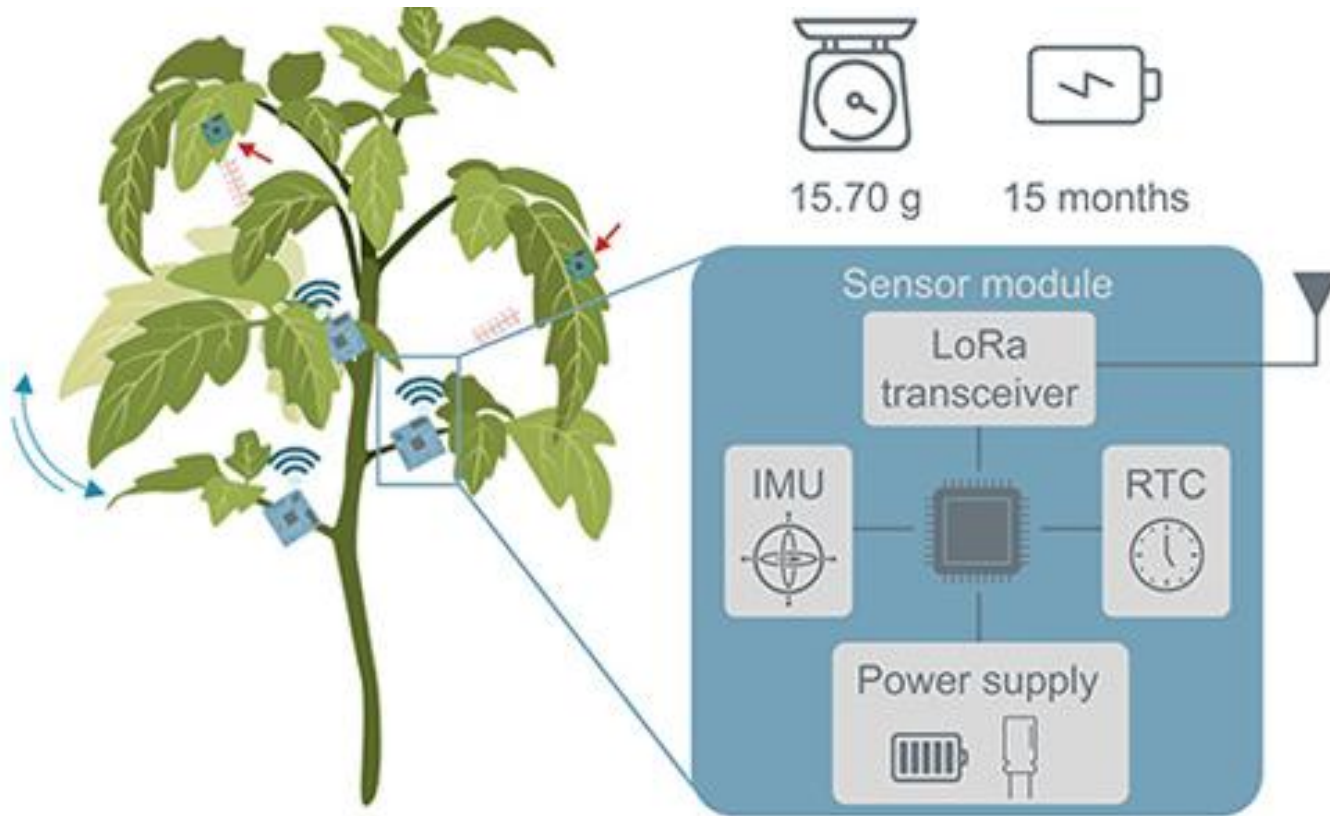 15.70 g
15 months
Sensor module
LoRa
transceiver
IMU
RTC
Power supply